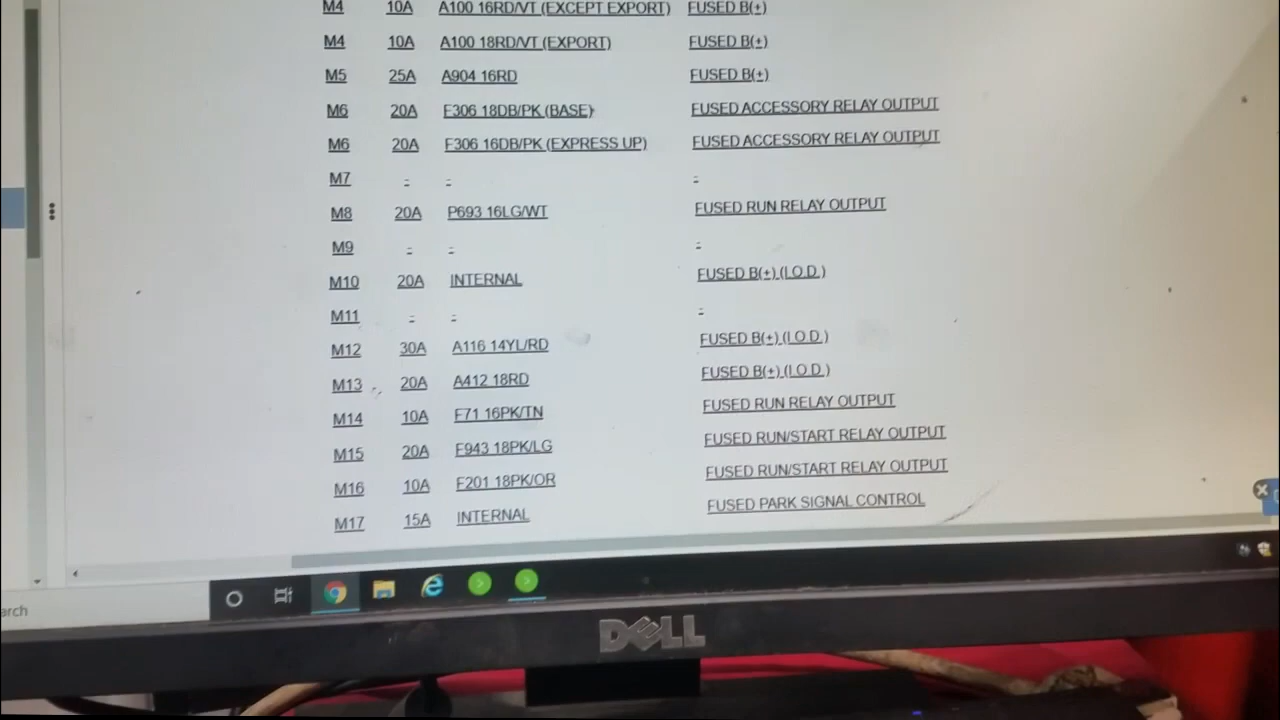 M4 10A A100 16RD/VT (EXCEPT EXPORT) FUSED B(+)
M4 10A A100 18RD/VT (EXPORT) FUSED B(+)
M5 25A A904 16RD FUSED B(+)
M6 20A F306 18DB/PK (BASE) FUSED ACCESSORY RELAY OUTPUT
M6 20A F306 16DB/PK (EXPRESS UP) FUSED ACCESSORY RELAY OUTPUT
M7 - - -
M8 20A P693 16LG/WT FUSED RUN RELAY OUTPUT
M9 - - -
M10 20A INTERNAL FUSED B(+) (I.O.D.)
M11 - - -
M12 30A A116 14YL/RD FUSED B(+) (I.O.D.)
M13 20A A412 18RD FUSED B(+) (I.O.D.)
M14 10A F71 16PK/TN FUSED RUN RELAY OUTPUT
M15 20A F943 18PK/LG FUSED RUN/START RELAY OUTPUT
M16 10A F201 18PK/OR FUSED RUN/START RELAY OUTPUT
M17 15A INTERNAL FUSED PARK SIGNAL CONTROL
arch
DELL